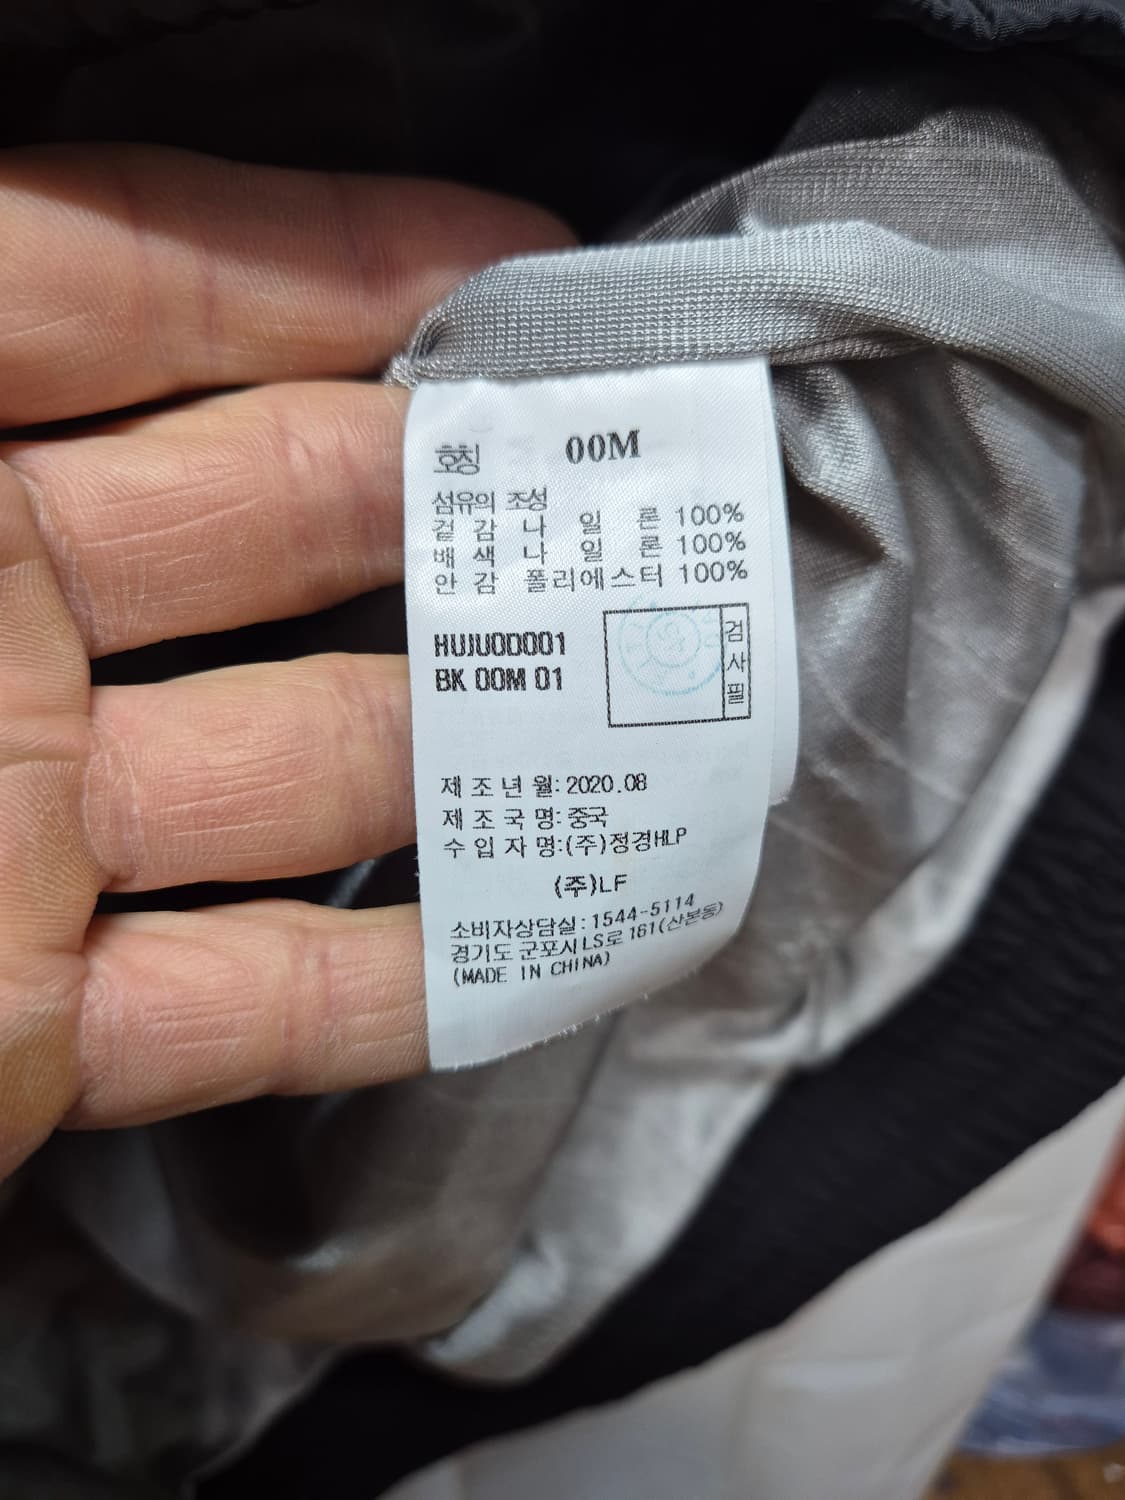 호칭 00M
섬유의 조성
겉 감 나 일 론 100%
배 색 나 일 론 100%
안 감 폴리에스터 100%
HUJU0D001
BK 00M 01
검사필
제 조 년 월: 2020.08
제 조 국 명: 중국
수 입 자 명:(주)정경HLP
(주)LF
소비자상담실: 1544-5114
경기도 군포시 LS로 161(산본동)
(MADE IN CHINA)